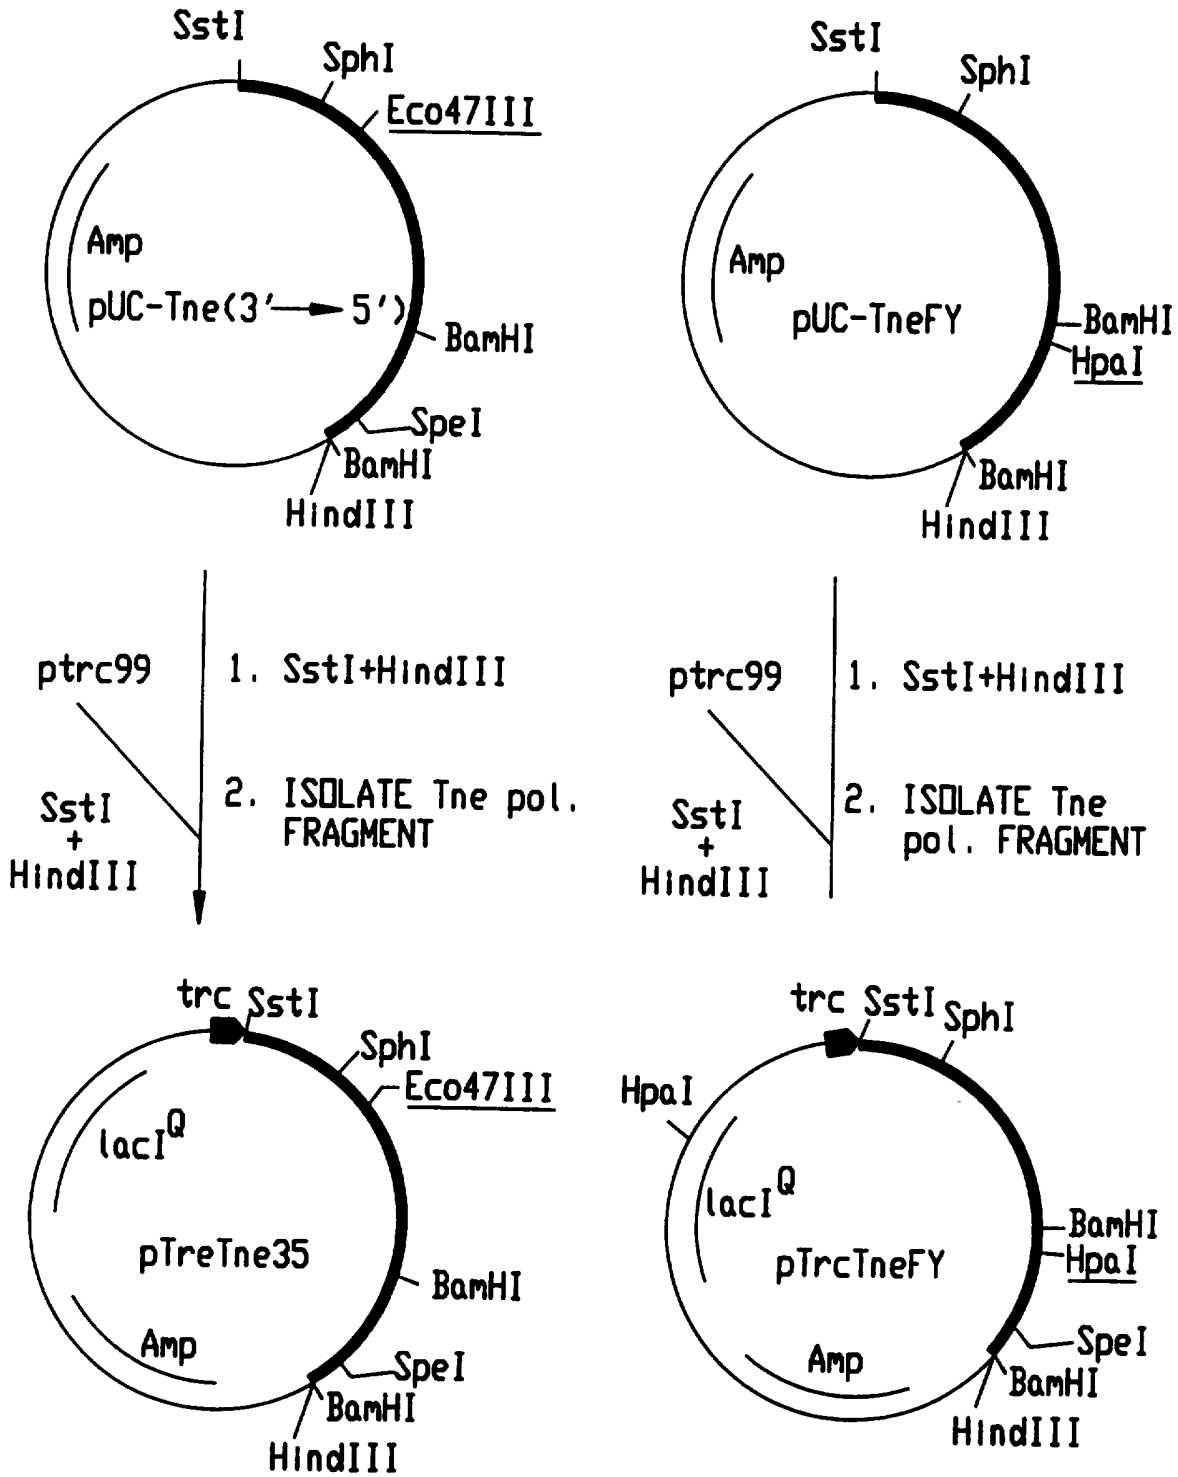 SstI
SphI
Eco47III
Amp
pUC-Tne(3' → 5')
BamHI
SpeI
BamHI
HindIII
SstI
SphI
Amp
pUC-TneFY
BamHI
HpaI
BamHI
HindIII
ptrc99
1. SstI+HindIII
2. ISOLATE Tne pol.
FRAGMENT
SstI
+
HindIII
ptrc99
1. SstI+HindIII
2. ISOLATE Tne
pol. FRAGMENT
SstI
+
HindIII
trc SstI
SphI
Eco47III
lacI^Q
pTreTne35
BamHI
Amp
SpeI
BamHI
HindIII
trc SstI
SphI
HpaI
lacI^Q
BamHI
pTrcTneFY
HpaI
SpeI
Amp
BamHI
HindIII